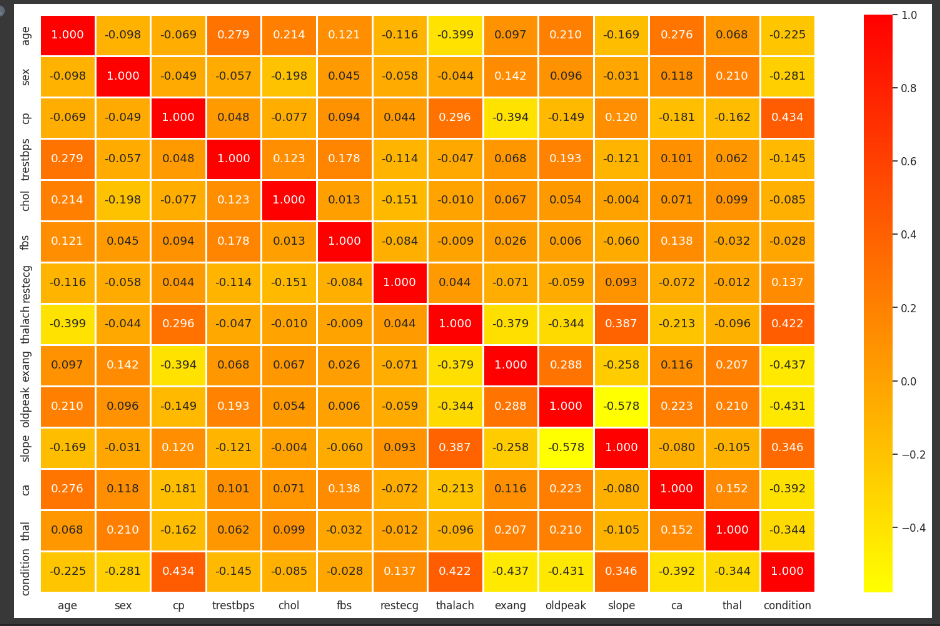 age 1.000 -0.098 -0.069 0.279 0.214 0.121 -0.116 -0.399 0.097 0.210 -0.169 0.276 0.068 -0.225
sex -0.098 1.000 -0.049 -0.057 -0.198 0.045 -0.058 -0.044 0.142 0.096 -0.031 0.118 0.210 -0.281
cp -0.069 -0.049 1.000 0.048 -0.077 0.094 0.044 0.296 -0.394 -0.149 0.120 -0.181 -0.162 0.434
trestbps 0.279 -0.057 0.048 1.000 0.123 0.178 -0.114 -0.047 0.068 0.193 -0.121 0.101 0.062 -0.145
chol 0.214 -0.198 -0.077 0.123 1.000 0.013 -0.151 -0.010 0.067 0.054 -0.004 0.071 0.099 -0.085
fbs 0.121 0.045 0.094 0.178 0.013 1.000 -0.084 -0.009 0.026 0.006 -0.060 0.138 -0.032 -0.028
restecg -0.116 -0.058 0.044 -0.114 -0.151 -0.084 1.000 0.044 -0.071 -0.059 0.093 -0.072 -0.012 0.137
thalach -0.399 -0.044 0.296 -0.047 -0.010 -0.009 0.044 1.000 -0.379 -0.344 0.387 -0.213 -0.096 0.422
exang 0.097 0.142 -0.394 0.068 0.067 0.026 -0.071 -0.379 1.000 0.288 -0.258 0.116 0.207 -0.437
oldpeak 0.210 0.096 -0.149 0.193 0.054 0.006 -0.059 -0.344 0.288 1.000 -0.578 0.223 0.210 -0.431
slope -0.169 -0.031 0.120 -0.121 -0.004 -0.060 0.093 0.387 -0.258 -0.578 1.000 -0.080 -0.105 0.346
ca 0.276 0.118 -0.181 0.101 0.071 0.138 -0.072 -0.213 0.116 0.223 -0.080 1.000 0.152 -0.392
thal 0.068 0.210 -0.162 0.062 0.099 -0.032 -0.012 -0.096 0.207 0.210 -0.105 0.152 1.000 -0.344
condition -0.225 -0.281 0.434 -0.145 -0.085 -0.028 0.137 0.422 -0.437 -0.431 0.346 -0.392 -0.344 1.000
age sex cp trestbps chol fbs restecg thalach exang oldpeak slope ca thal condition
1.0
0.8
0.6
0.4
0.2
0.0
−0.2
−0.4